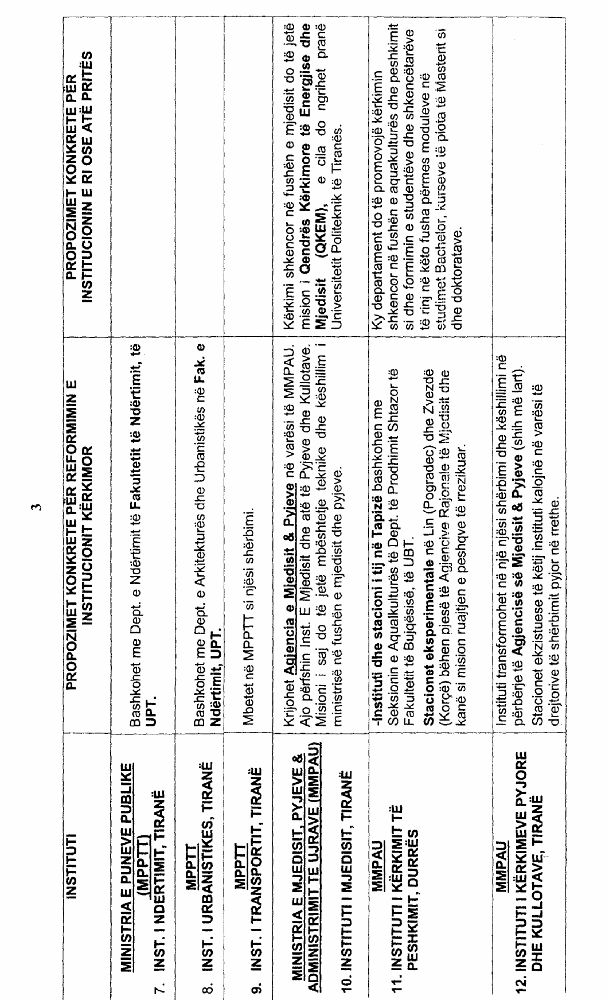 3
INSTITUTI
PROPOZIMET KONKRETE PËR REFORMIMIN E
INSTITUCIONIT KËRKIMOR
PROPOZIMET KONKRETE PËR
INSTITUCIONIN E RI OSE ATË PRITËS
MINISTRIA E PUNEVE PUBLIKE
(MPPTT)
7. INST. I NDERTIMIT, TIRANË
Bashkohet me Dept. e Ndërtimit të Fakultetit të Ndërtimit, të
UPT.
MPPTT
8. INST. I URBANISTIKES, TIRANË
Bashkohet me Dept. e Arkitekturës dhe Urbanistikës në Fak. e
Ndërtimit, UPT.
MPPTT
9. INST. I TRANSPORTIT, TIRANË
Mbetet në MPPTT si njësi shërbimi.
MINISTRIA E MJEDISIT, PYJEVE &
ADMINISTRIMIT TE UJRAVE (MMPAU)
10. INSTITUTI I MJEDISIT, TIRANË
Krijohet Agjencia e Mjedisit & Pyjeve në varësi të MMPAU.
Ajo përfshin Inst. E Mjedisit dhe atë të Pyjeve dhe Kullotave.
Misioni i saj do të jetë mbështetje teknike dhe këshillim i
ministrisë në fushën e mjedisit dhe pyjeve.
Kërkimi shkencor në fushën e mjedisit do të jetë
mision i Qendrës Kërkimore të Energjise dhe
Mjedisit (QKEM), e cila do ngrihet pranë
Universitetit Politeknik të Tiranës.
MMPAU
11. INSTITUTI I KËRKIMIT TË
PESHKIMIT, DURRËS
-Instituti dhe stacioni i tij në Tapizë bashkohen me
Seksionin e Aqualkulturës të Dept. të Prodhimit Shtazor të
Fakultetit të Bujqësisë, të UBT.
Stacionet eksperimentale në Lin (Pogradec) dhe Zvezdë
(Korçë) bëhen pjesë të Agjencive Rajonale të Mjedisit dhe
kanë si mision ruajtjen e peshqve të rrezikuar.
Ky departament do të promovojë kërkimin
shkencor në fushën e aquakulturës dhe peshkimit
si dhe formimin e studentëve dhe shkencëtarëve
të rinj në këto fusha përmes moduleve në
studimet Bachelor, kurseve të plota të Masterit si
dhe doktoratave.
MMPAU
12. INSTITUTI I KËRKIMEVE PYJORE
DHE KULLOTAVE, TIRANË
Instituti transformohet në një njësi shërbimi dhe këshillimi në
përbërje të Agjencisë së Mjedisit & Pyjeve (shih më lart).
Stacionet ekzistuese të këtij instituti kalojnë në varësi të
drejtorive të shërbimit pyjor në rrethe.